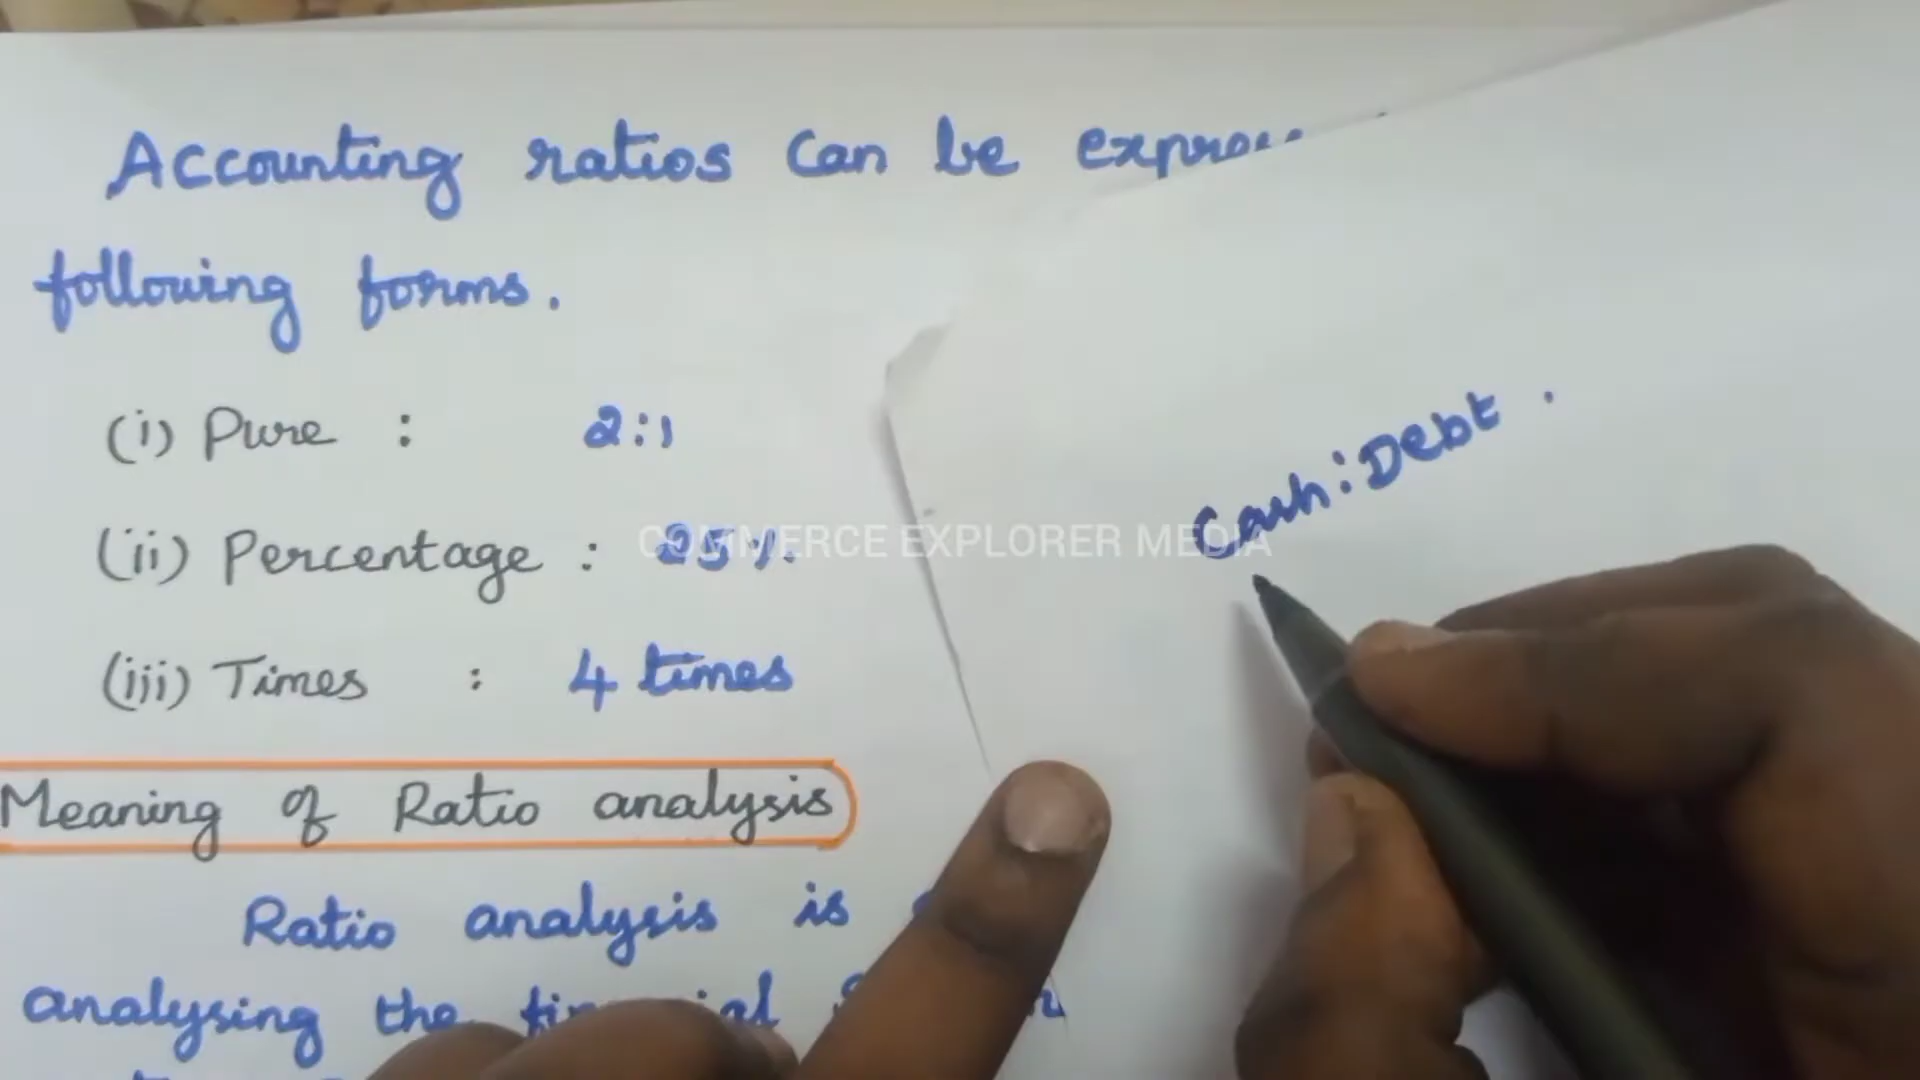 Accounting ratios can be
following forms.
(i) Pure : 2:1
Cash : Debt .
(ii) Percentage : 25%.
COMMERCE EXPLORER MEDIA
(iii) Times : 4 times
Meaning of Ratio analysis
Ratio analysis is
analysing the